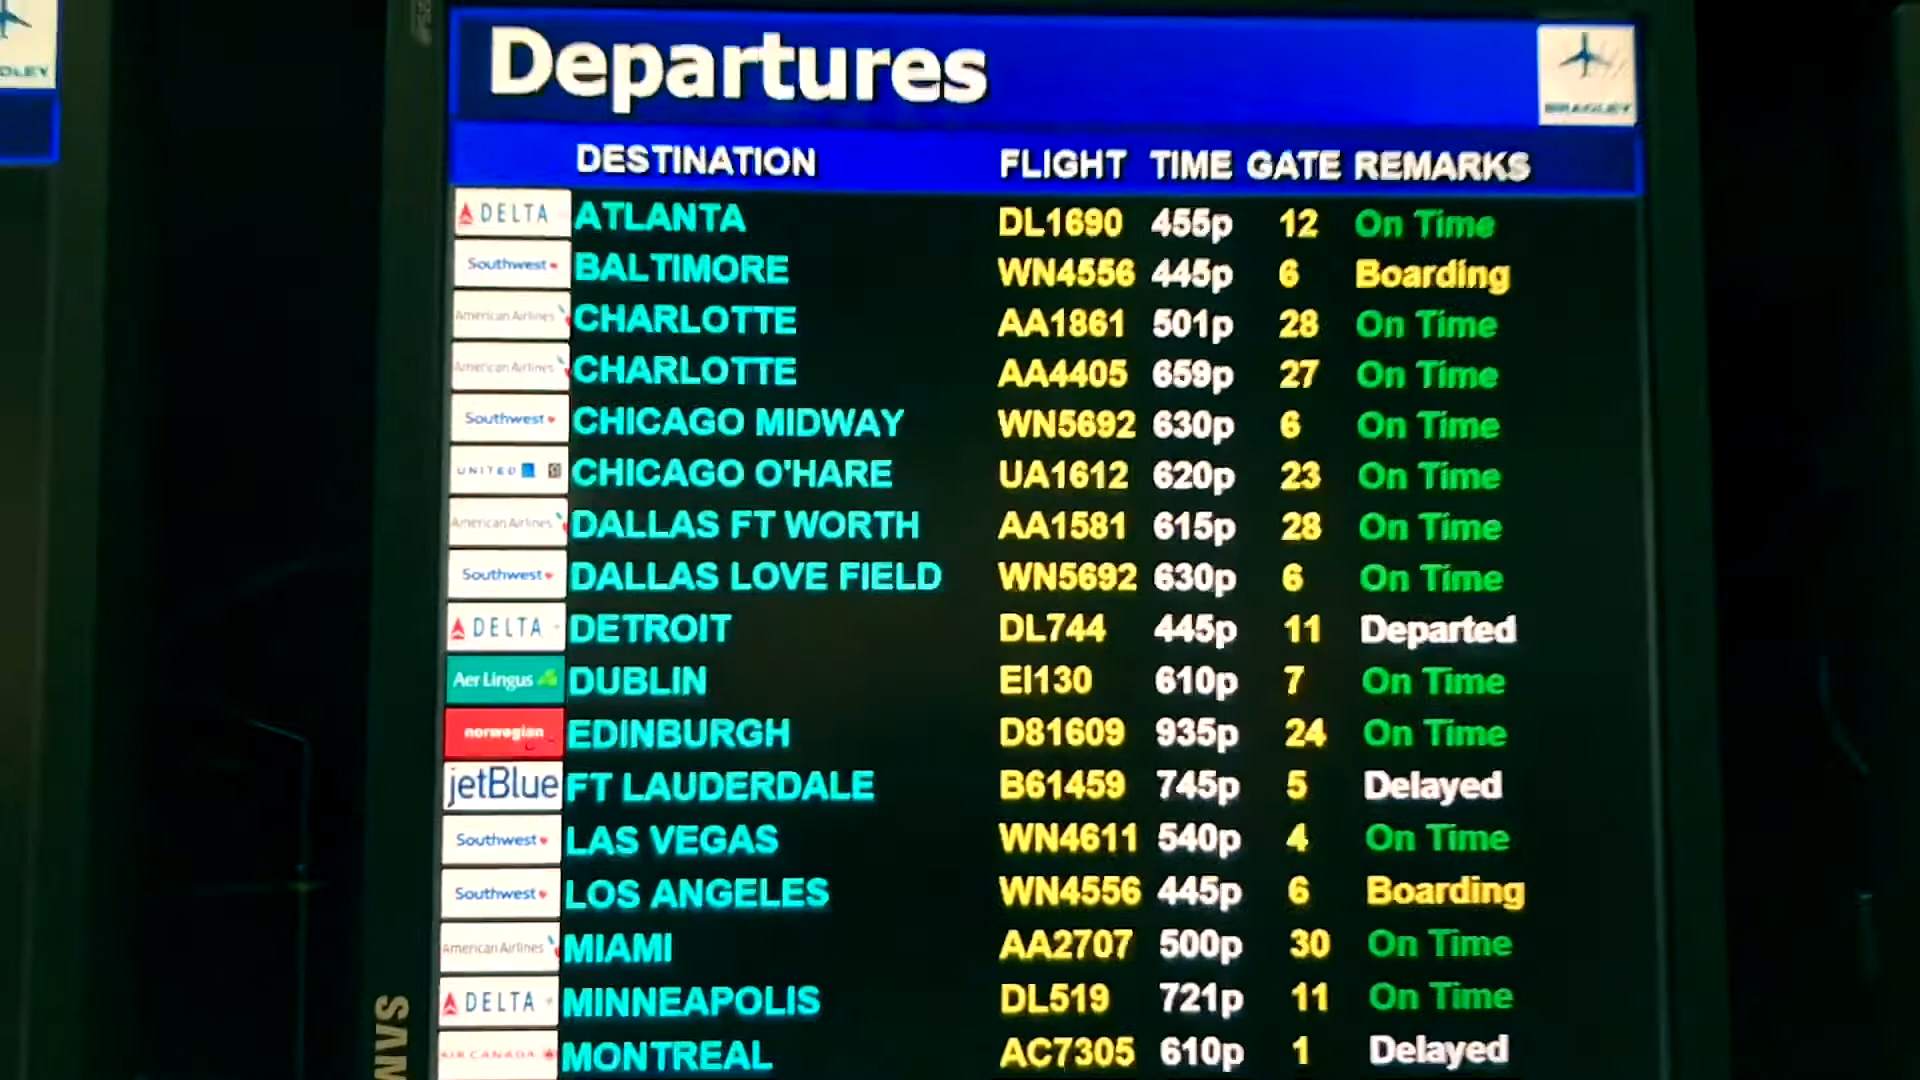 Departures
BRADLEY
DESTINATION FLIGHT TIME GATE REMARKS
DELTA ATLANTA DL1690 455p 12 On Time
Southwest BALTIMORE WN4556 445p 6 Boarding
American Airlines CHARLOTTE AA1861 501p 28 On Time
American Airlines CHARLOTTE AA4405 659p 27 On Time
Southwest CHICAGO MIDWAY WN5692 630p 6 On Time
UNITED CHICAGO O'HARE UA1612 620p 23 On Time
American Airlines DALLAS FT WORTH AA1581 615p 28 On Time
Southwest DALLAS LOVE FIELD WN5692 630p 6 On Time
DELTA DETROIT DL744 445p 11 Departed
Aer Lingus DUBLIN EI130 610p 7 On Time
norwegian EDINBURGH D81609 935p 24 On Time
jetBlue FT LAUDERDALE B61459 745p 5 Delayed
Southwest LAS VEGAS WN4611 540p 4 On Time
Southwest LOS ANGELES WN4556 445p 6 Boarding
American Airlines MIAMI AA2707 500p 30 On Time
DELTA MINNEAPOLIS DL519 721p 11 On Time
AIR CANADA MONTREAL AC7305 610p 1 Delayed
DLEY
SAM